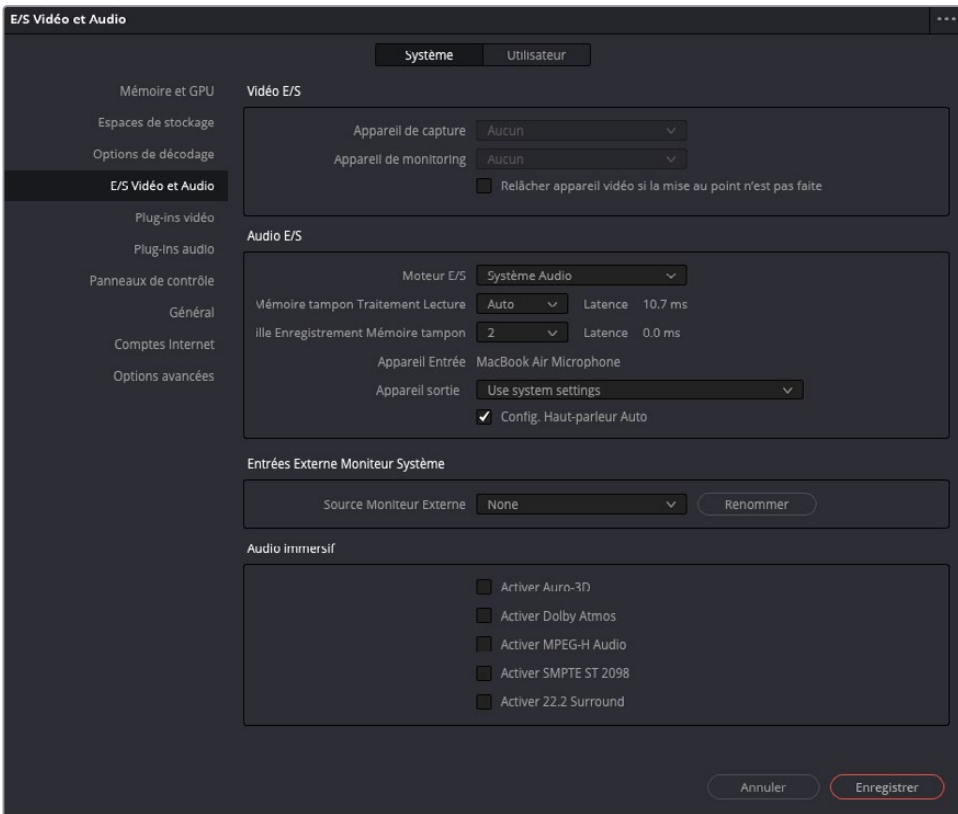 E/S Vidéo et Audio
Système Utilisateur
Mémoire et GPU
Espaces de stockage
Options de décodage
E/S Vidéo et Audio
Plug-ins vidéo
Plug-ins audio
Panneaux de contrôle
Général
Comptes Internet
Options avancées
Vidéo E/S
Appareil de capture Aucun
Appareil de monitoring Aucun
Relâcher appareil vidéo si la mise au point n'est pas faite
Audio E/S
Moteur E/S Système Audio
Mémoire tampon Traitement Lecture Auto Latence 10.7 ms
ille Enregistrement Mémoire tampon 2 Latence 0.0 ms
Appareil Entrée MacBook Air Microphone
Appareil sortie Use system settings
Config. Haut-parleur Auto
Entrées Externe Moniteur Système
Source Moniteur Externe None Renommer
Audio immersif
Activer Auro-3D
Activer Dolby Atmos
Activer MPEG-H Audio
Activer SMPTE ST 2098
Activer 22.2 Surround
Annuler Enregistrer